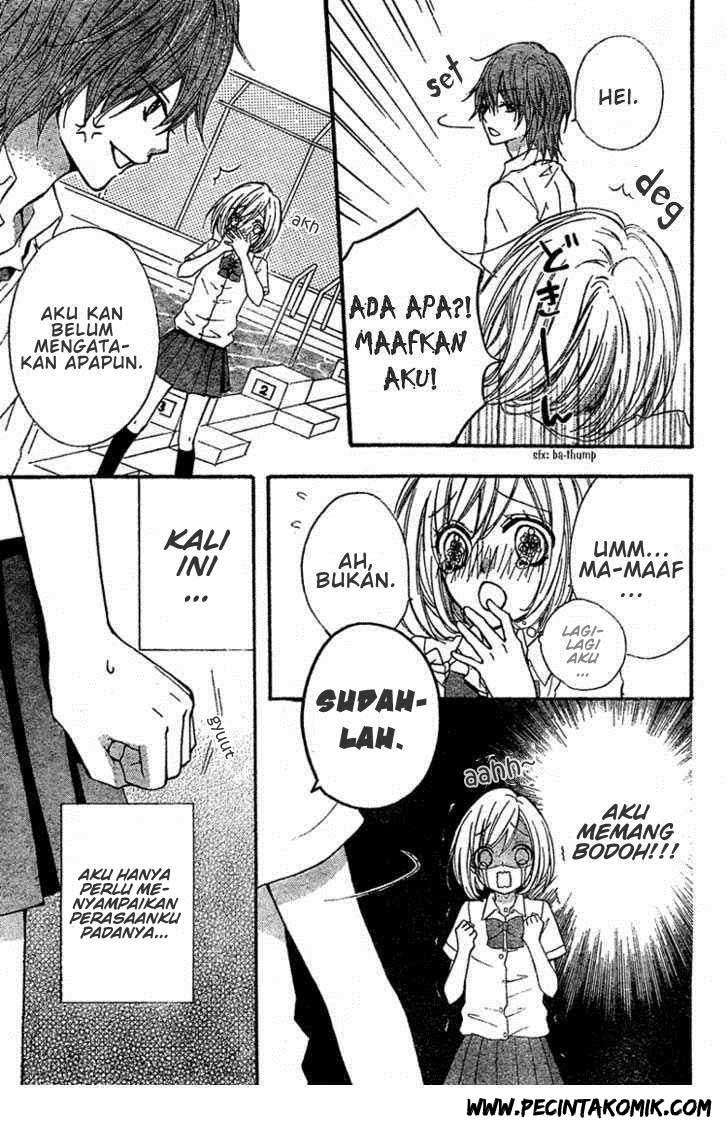 HEI.
set
deg
どきーん
ADA APA?!
MAAFKAN
AKU!
sfx: ba-thump
akh
AKU KAN
BELUM
MENGATA-
KAN APAPUN.
UMM...
MA-MAAF
...
LAGI-
LAGI
AKU
...
AH,
BUKAN.
SUDAH-
LAH.
aahh~
AKU
MEMANG
BODOH!!!
KALI
INI
...
gyuut
AKU HANYA
PERLU ME-
NYAMPAIKAN
PERASAANKU
PADANYA...
3
2
WWW.PECINTAKOMIK.COM